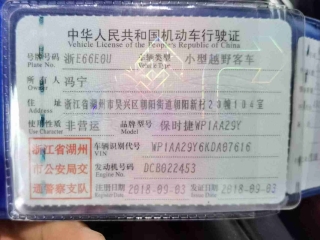 中华人民共和国机动车行驶证
Vehicle License of the People's Republic of China
号牌号码 浙E66E8U 车辆类型 小型越野客车
Plate No. Vehicle Type
所有人 冯宁
Owner
住址 浙江省湖州市吴兴区朝阳街道朝阳新村23幢104室
Address
使用性质 非营运 品牌型号 保时捷WP1AA29Y
Use Character Model
浙江省湖州 车辆识别代号 WP1AA29Y6KDA07616
VIN
市公安局交 发动机号码 DCB022453
Engine No.
通警察支队 注册日期 2018-09-03 发证日期 2018-09-03
Register Date Issue Date